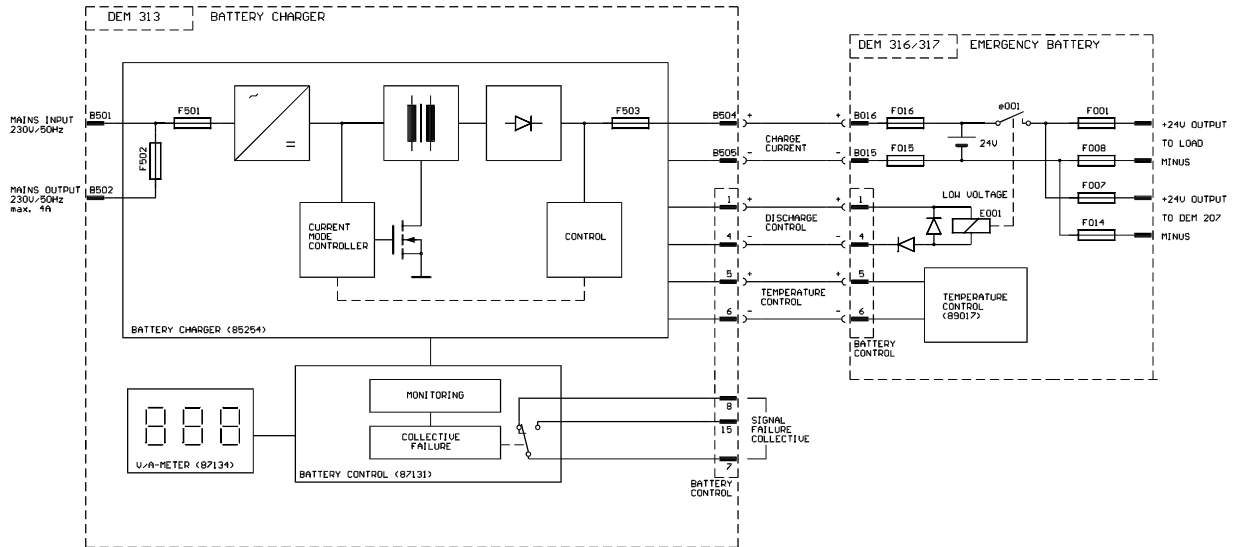 DEM 313
BATTERY CHARGER
DEM 316/317
EMERGENCY BATTERY
MAINS INPUT
230V/50Hz
B501
F501
~
=
F502
MAINS OUTPUT
230V/50Hz
max. 4A
B502
F503
B504
+
+
B016
F016
CHARGE
CURRENT
B505
-
-
B015
F015
24V
e001
F001
+24V OUTPUT
TO LOAD
F008
MINUS
F007
+24V OUTPUT
TO DEM 207
F014
MINUS
CURRENT
MODE
CONTROLLER
CONTROL
BATTERY CHARGER (85254)
1
+
+
1
DISCHARGE
CONTROL
4
-
-
4
LOW VOLTAGE
E001
5
+
+
5
TEMPERATURE
CONTROL
6
-
-
6
BATTERY
CONTROL
TEMPERATURE
CONTROL
(89017)
MONITORING
COLLECTIVE
FAILURE
BATTERY CONTROL (87131)
888
V/A-METER (87134)
8
15
7
SIGNAL
FAILURE
COLLECTIVE
BATTERY
CONTROL